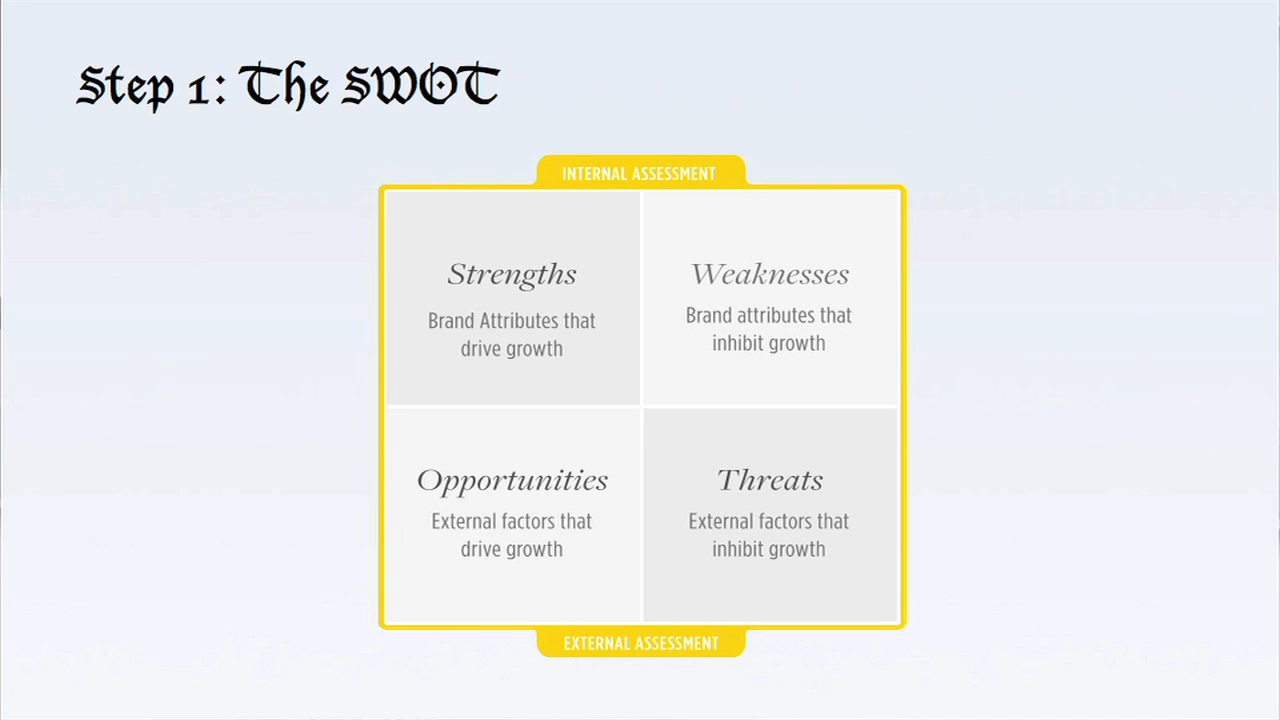 Step 1: The SWOT
INTERNAL ASSESSMENT
Strengths
Brand Attributes that
drive growth
Weaknesses
Brand attributes that
inhibit growth
Opportunities
External factors that
drive growth
Threats
External factors that
inhibit growth
EXTERNAL ASSESSMENT